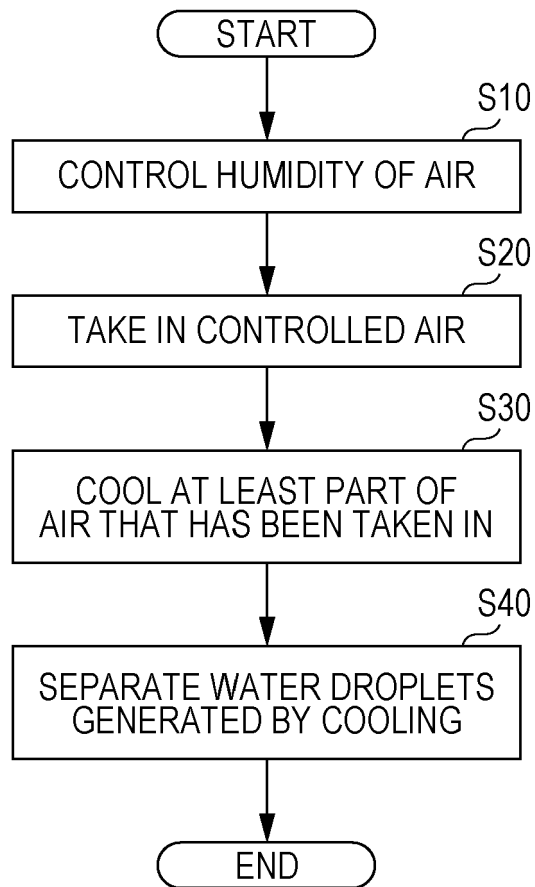 START
S10
CONTROL HUMIDITY OF AIR
S20
TAKE IN CONTROLLED AIR
S30
COOL AT LEAST PART OF
AIR THAT HAS BEEN TAKEN IN
S40
SEPARATE WATER DROPLETS
GENERATED BY COOLING
END